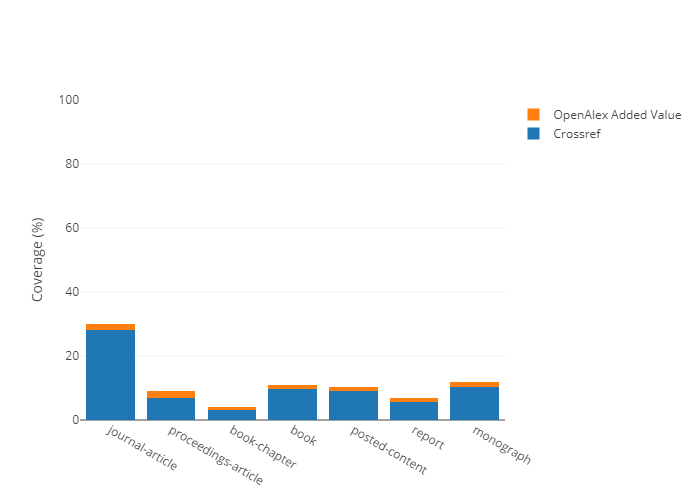 100
80
60
40
20
0
Coverage (%)
journal-article
proceedings-article
book-chapter
book
posted-content
report
monograph
OpenAlex Added Value
Crossref